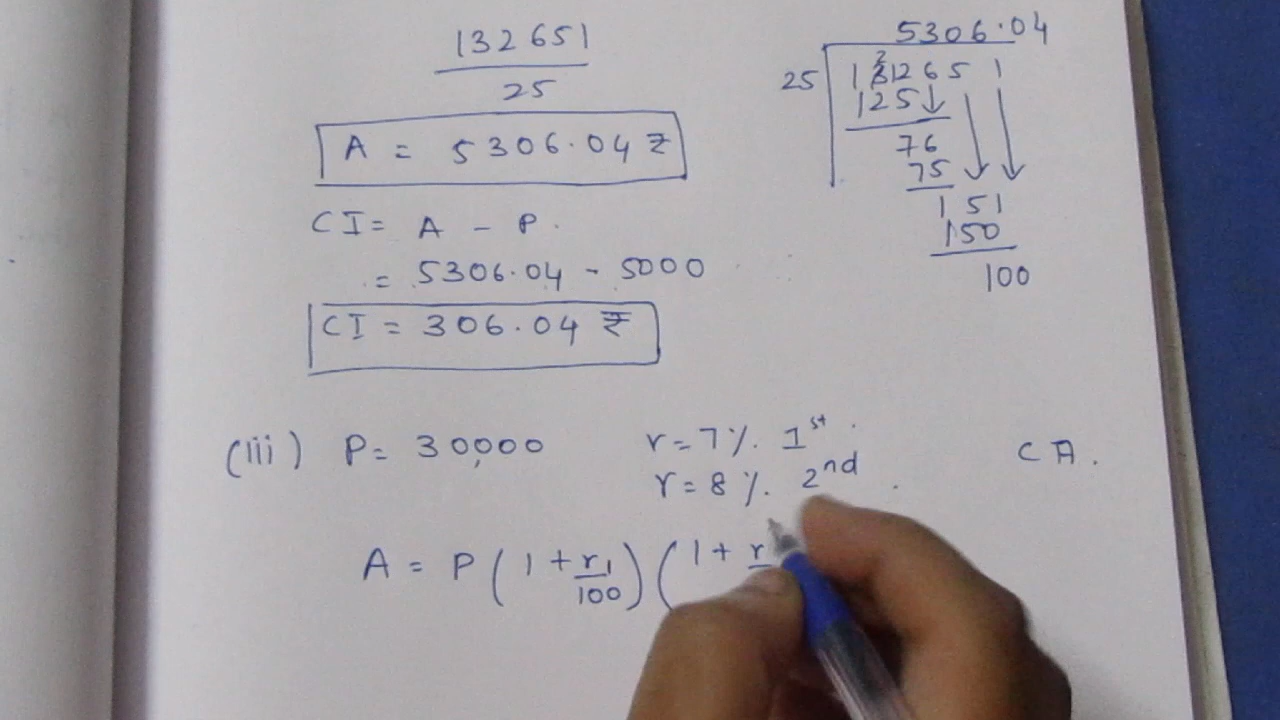 132651
25
A = 5306.04 ₹
CI = A - P.
= 5306.04 - 5000
CI = 306.04 ₹
5306.04
25 132651
125
76
75
151
150
100
(iii) P = 30,000 r = 7 %. 1st CA.
r = 8 %. 2nd
A = P ( 1 + r1/100 ) ( 1 + r